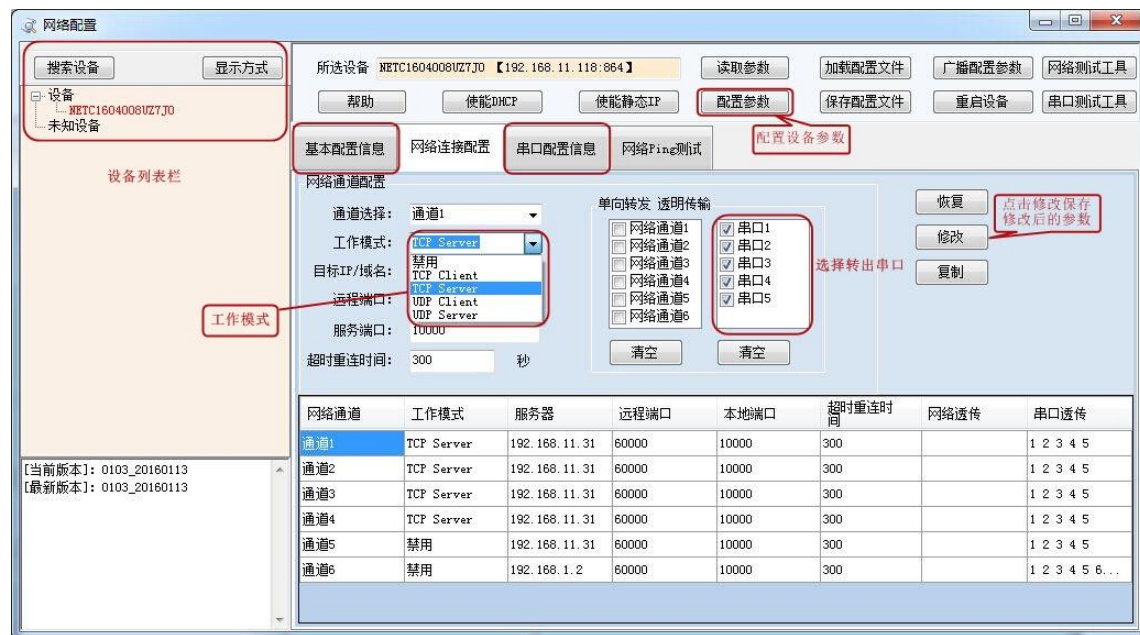 网络配置
搜索设备 显示方式
设备
NETC1604008UZ7J0
未知设备
设备列表栏
所选设备 NETC1604008UZ7J0 【192.168.11.118:864】 读取参数 加载配置文件 广播配置参数 网络测试工具
帮助 使能DHCP 使能静态IP 配置参数 保存配置文件 重启设备 串口测试工具
配置设备参数
基本配置信息 网络连接配置 串口配置信息 网络Ping测试
网络通道配置
通道选择: 通道1
工作模式: TCP Server
禁用
TCP Client
TCP Server
UDP Client
UDP Server
目标IP/域名:
远程端口:
服务端口: 10000
超时重连时间: 300 秒
工作模式
单向转发 透明传输
网络通道1 串口1
网络通道2 串口2
网络通道3 串口3
网络通道4 串口4
网络通道5 串口5
网络通道6
清空 清空
选择转出串口
恢复
修改
复制
点击修改保存
修改后的参数
网络通道 工作模式 服务器 远程端口 本地端口 超时重连时间 网络透传 串口透传
通道1 TCP Server 192.168.11.31 60000 10000 300 1 2 3 4 5
通道2 TCP Server 192.168.11.31 60000 10000 300 1 2 3 4 5
通道3 TCP Server 192.168.11.31 60000 10000 300 1 2 3 4 5
通道4 TCP Server 192.168.11.31 60000 10000 300 1 2 3 4 5
通道5 禁用 192.168.11.31 60000 10000 300 1 2 3 4 5
通道6 禁用 192.168.1.2 60000 10000 300 1 2 3 4 5 6...
[当前版本]: 0103_20160113
[最新版本]: 0103_20160113